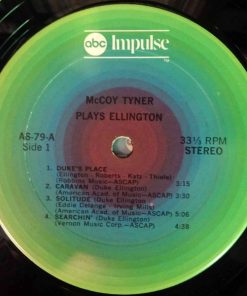 abc Impulse
McCOY TYNER
PLAYS ELLINGTON
AS-79-A
Side 1
33⅓ RPM
STEREO
1. DUKE'S PLACE
(Ellington - Roberts - Katz - Thiele)
(Robbins Music—ASCAP) 3:15
2. CARAVAN (Duke Ellington)
(American Acad. of Music—ASCAP) 3:30
3. SOLITUDE (Duke Ellington)
(Eddie Delange - Irving Mills)
(American Acad. of Music—ASCAP) 5:06
4. SEARCHIN' (Duke Ellington)
(Vernon Music Corp.—ASCAP) 4:38